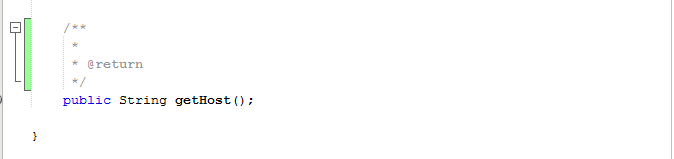 /**
*
* @return
*/
public String getHost();
}